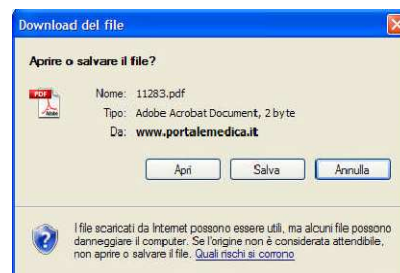 Download del file
Aprire o salvare il file?
PDF
Adobe
Nome: 11283.pdf
Tipo: Adobe Acrobat Document, 2 byte
Da: www.portalemedica.it
Apri
Salva
Annulla
I file scaricati da Internet possono essere utili, ma alcuni file possono
danneggiare il computer. Se l'origine non è considerata attendibile,
non aprire o salvare il file. Quali rischi si corrono